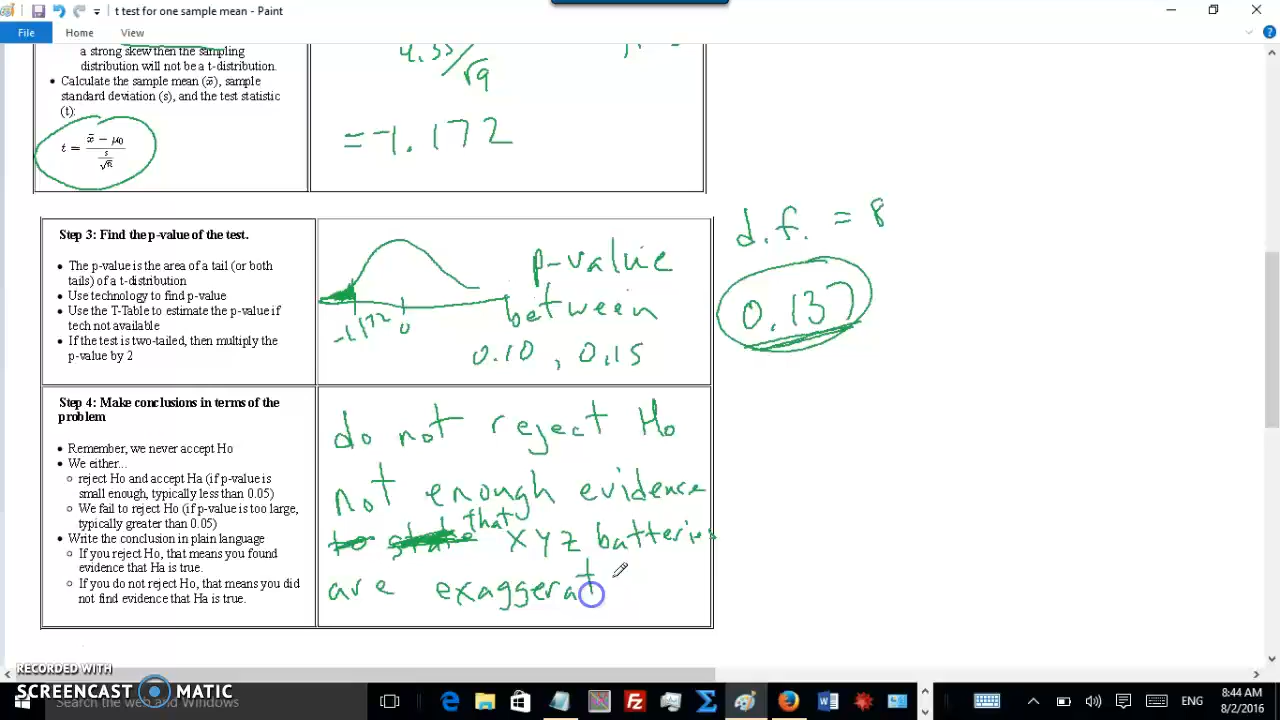 t test for one sample mean - Paint
File
Home
View
a strong skew then the sampling
distribution will not be a t-distribution.
• Calculate the sample mean (x̄), sample
standard deviation (s), and the test statistic
(t):
t = x̄ − μ0
s
√n
√9
= -1.172
Step 3: Find the p-value of the test.
• The p-value is the area of a tail (or both
tails) of a t-distribution
• Use technology to find p-value
• Use the T-Table to estimate the p-value if
tech not available
• If the test is two-tailed, then multiply the
p-value by 2
-1.172 0
p-value
between
0.10 , 0.15
d.f. = 8
0.137
Step 4: Make conclusions in terms of the
problem
• Remember, we never accept Ho
• We either...
reject Ho and accept Ha (if p-value is
small enough, typically less than 0.05)
We fail to reject Ho (if p-value is too large,
typically greater than 0.05)
• Write the conclusion in plain language
If you reject Ho, that means you found
evidence that Ha is true.
If you do not reject Ho, that means you did
not find evidence that Ha is true.
do not reject Ho
not enough evidence
to state that XYZ batteries
are exaggerat
RECORDED WITH
SCREENCAST MATIC
Search the web and Windows
ENG
8:44 AM
8/2/2016